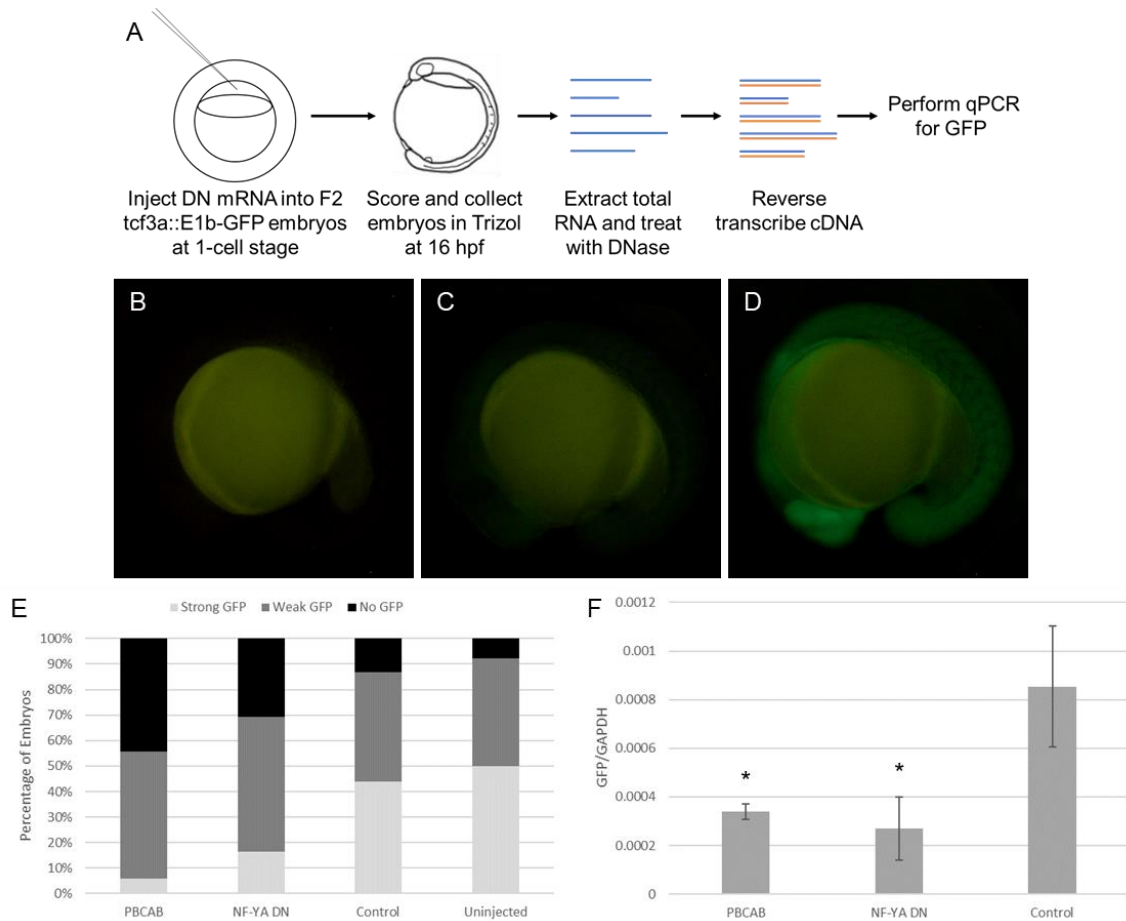 A
Inject DN mRNA into F2
tcf3a::E1b-GFP embryos
at 1-cell stage
Score and collect
embryos in Trizol
at 16 hpf
Extract total
RNA and treat
with DNase
Reverse
transcribe cDNA
Perform qPCR
for GFP
B
C
D
E
Strong GFP Weak GFP No GFP
Percentage of Embryos
100%
90%
80%
70%
60%
50%
40%
30%
20%
10%
0%
PBCAB NF-YA DN Control Uninjected
F
GFP/GAPDH
0.0012
0.001
0.0008
0.0006
0.0004
0.0002
0
*
*
PBCAB NF-YA DN Control